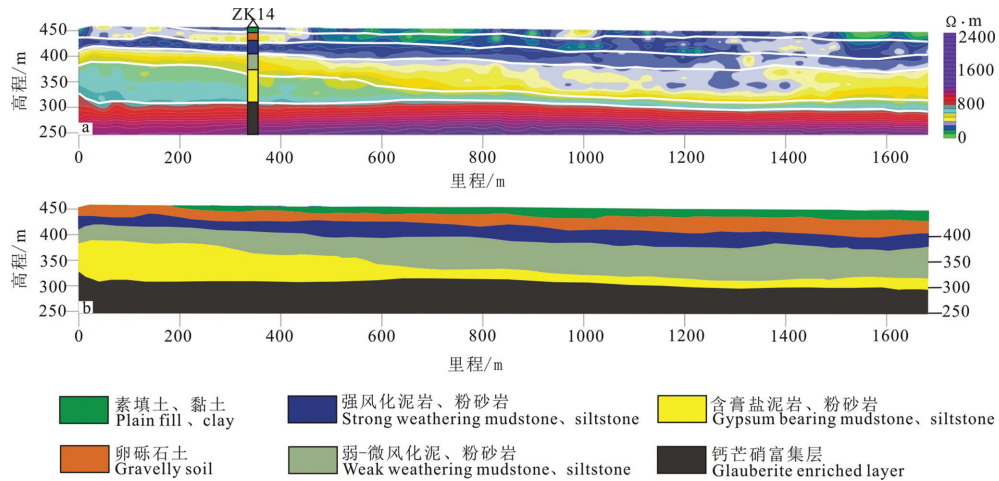 ZK14
Ω·m
450
400
350
300
250
高程/m
a
2400
1600
800
0
0 200 400 600 800 1000 1200 1400 1600
里程/m
450
400
350
300
250
高程/m
b
400
350
300
250
0 200 400 600 800 1000 1200 1400 1600
里程/m
素填土、黏土
Plain fill、clay
强风化泥岩、粉砂岩
Strong weathering mudstone、siltstone
含膏盐泥岩、粉砂岩
Gypsum bearing mudstone、siltstone
卵砾石土
Gravelly soil
弱-微风化泥、粉砂岩
Weak weathering mudstone、siltstone
钙芒硝富集层
Glauberite enriched layer